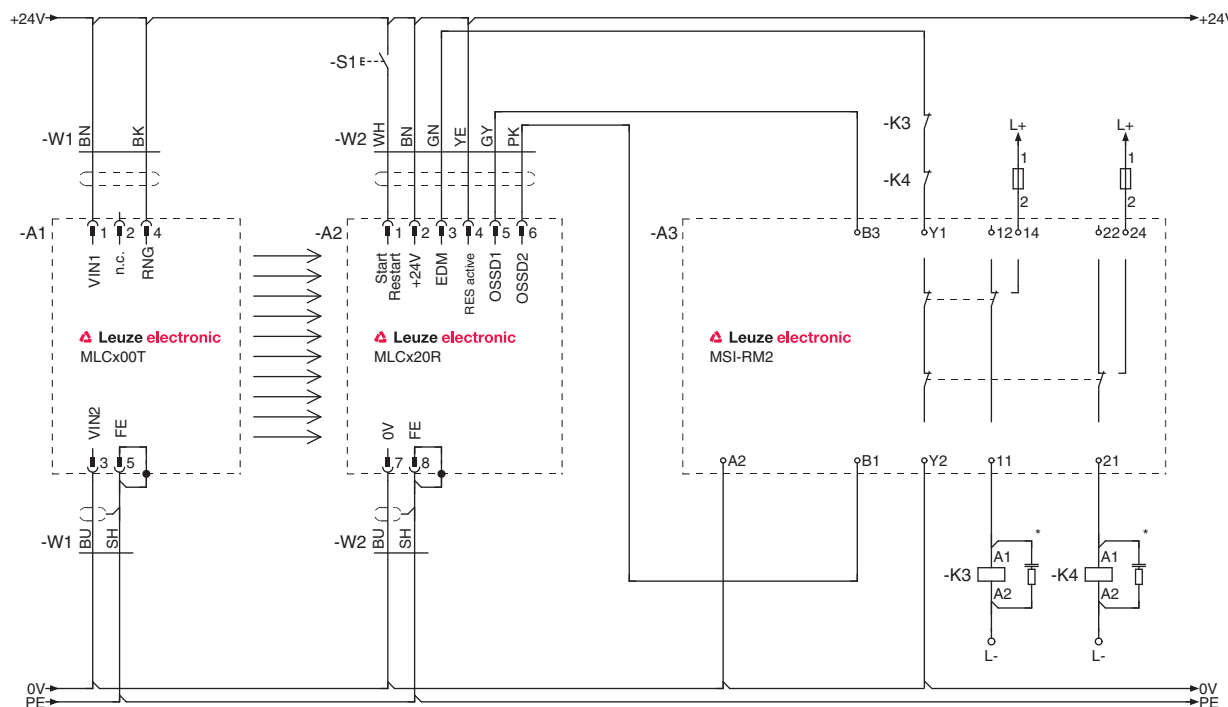 +24V +24V
-S1
-W1 BN BK
-W2 WH BN GN YE GY PK
-K3
-K4
L+ L+
1 1
2 2
-A1 1 2 4
-A2 1 2 3 4 5 6
-A3 B3 Y1 12 14 22 24
VIN1 n.c. RNG
Start Restart +24V EDM RES active OSSD1 OSSD2
Leuze electronic
MLCx00T
Leuze electronic
MLCx20R
Leuze electronic
MSI-RM2
VIN2 FE
0V FE
3 5
7 8
A2 B1 Y2 11 21
-W1 BU SH
-W2 BU SH
* *
-K3 A1 A2
-K4 A1 A2
L- L-
0V 0V
PE PE